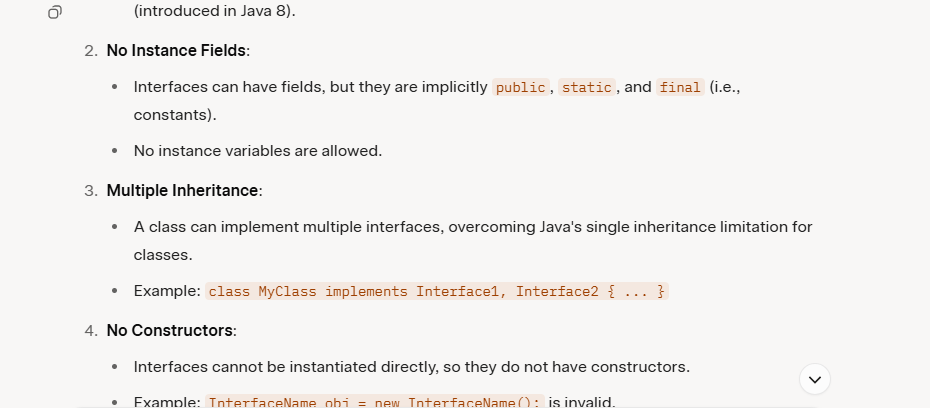 (introduced in Java 8).
2. No Instance Fields:
• Interfaces can have fields, but they are implicitly public, static, and final (i.e.,
constants).
• No instance variables are allowed.
3. Multiple Inheritance:
• A class can implement multiple interfaces, overcoming Java's single inheritance limitation for
classes.
• Example: class MyClass implements Interface1, Interface2 { ... }
4. No Constructors:
• Interfaces cannot be instantiated directly, so they do not have constructors.
• Example: InterfaceName obj = new InterfaceName(); is invalid.